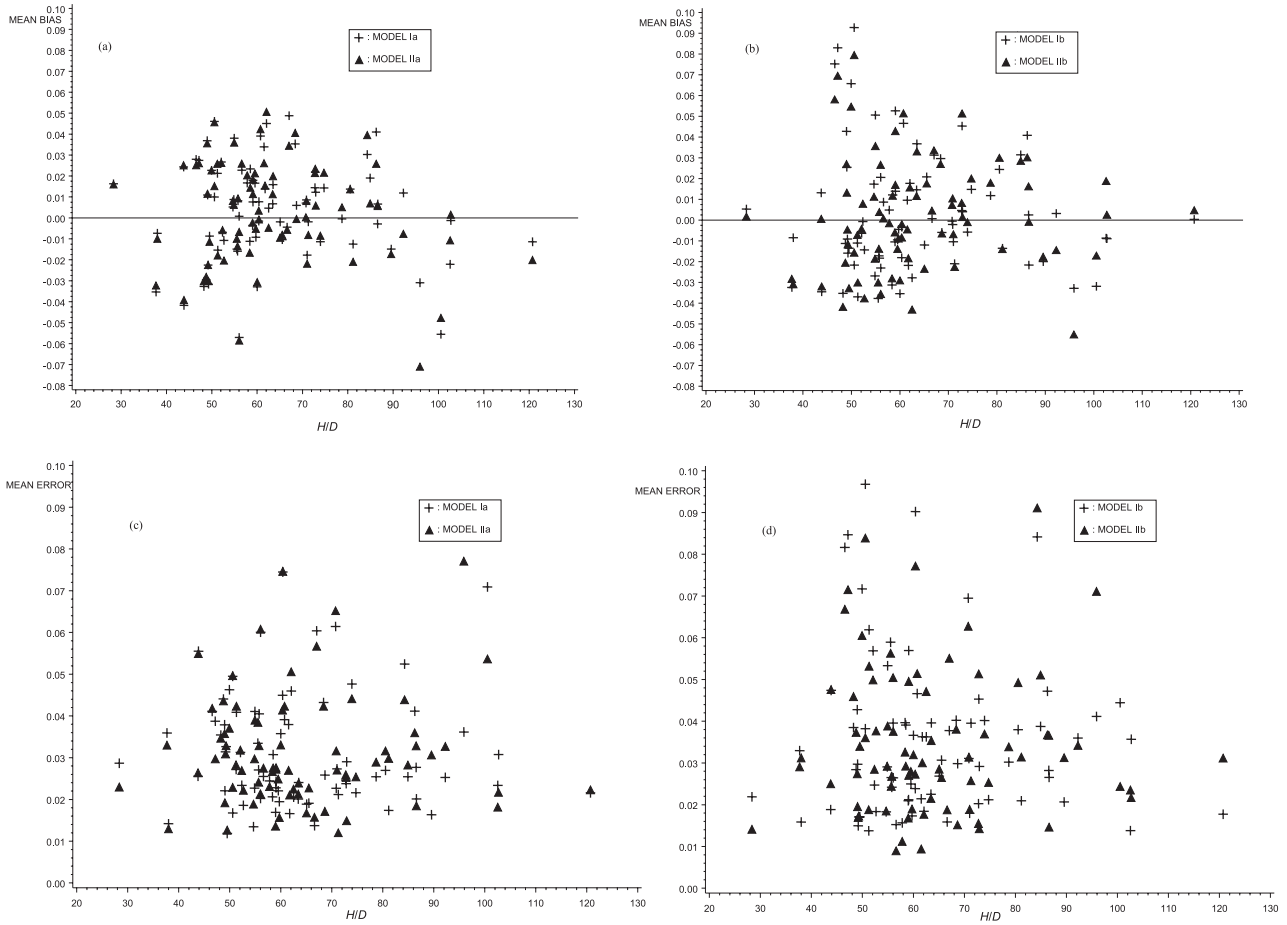 MEAN BIAS
(a)
+ : MODEL Ia
▲ : MODEL IIa
0.10
0.09
0.08
0.07
0.06
0.05
0.04
0.03
0.02
0.01
0.00
-0.01
-0.02
-0.03
-0.04
-0.05
-0.06
-0.07
-0.08
20 30 40 50 60 70 80 90 100 110 120 130
H/D
MEAN BIAS
(b)
+ : MODEL Ib
▲ : MODEL IIb
0.10
0.09
0.08
0.07
0.06
0.05
0.04
0.03
0.02
0.01
0.00
-0.01
-0.02
-0.03
-0.04
-0.05
-0.06
-0.07
-0.08
20 30 40 50 60 70 80 90 100 110 120 130
H/D
MEAN ERROR
(c)
+ : MODEL Ia
▲ : MODEL IIa
0.10
0.09
0.08
0.07
0.06
0.05
0.04
0.03
0.02
0.01
0.00
20 30 40 50 60 70 80 90 100 110 120 130
H/D
MEAN ERROR
(d)
+ : MODEL Ib
▲ : MODEL IIb
0.10
0.09
0.08
0.07
0.06
0.05
0.04
0.03
0.02
0.01
0.00
20 30 40 50 60 70 80 90 100 110 120 130
H/D